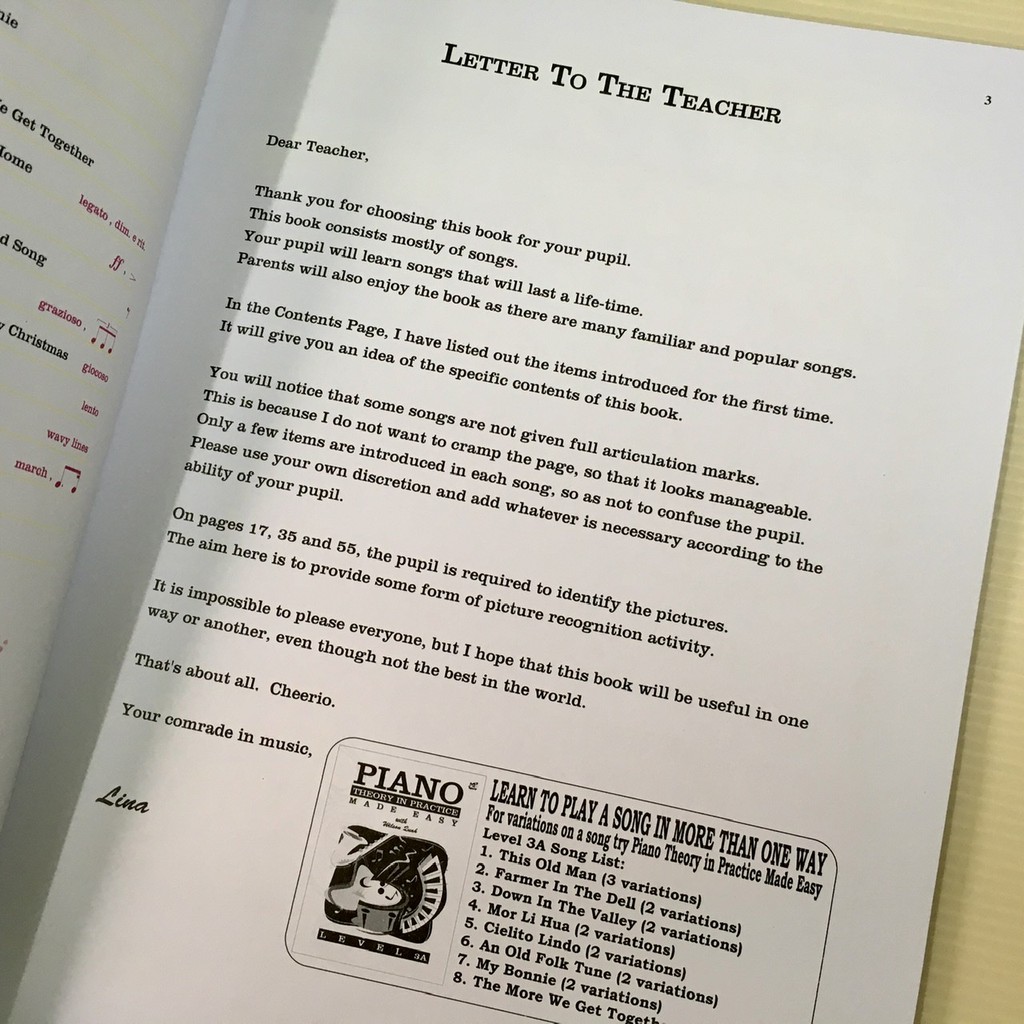 nie
e Get Together
Home
legato , dim. e rit.
ff , >
d Song
grazioso ,
y Christmas
giocoso
lento
wavy lines
march ,
LETTER TO THE TEACHER
3
Dear Teacher,
Thank you for choosing this book for your pupil.
This book consists mostly of songs.
Your pupil will learn songs that will last a life-time.
Parents will also enjoy the book as there are many familiar and popular songs.
In the Contents Page, I have listed out the items introduced for the first time.
It will give you an idea of the specific contents of this book.
You will notice that some songs are not given full articulation marks.
This is because I do not want to cramp the page, so that it looks manageable.
Only a few items are introduced in each song, so as not to confuse the pupil.
Please use your own discretion and add whatever is necessary according to the
ability of your pupil.
On pages 17, 35 and 55, the pupil is required to identify the pictures.
The aim here is to provide some form of picture recognition activity.
It is impossible to please everyone, but I hope that this book will be useful in one
way or another, even though not the best in the world.
That's about all. Cheerio.
Your comrade in music,
Lina
PIANO
THEORY IN PRACTICE
MADE EASY
with
LEVEL 3A
LEARN TO PLAY A SONG IN MORE THAN ONE WAY
For variations on a song try Piano Theory in Practice Made Easy
Level 3A Song List:
1. This Old Man (3 variations)
2. Farmer In The Dell (2 variations)
3. Down In The Valley (2 variations)
4. Mor Li Hua (2 variations)
5. Cielito Lindo (2 variations)
6. An Old Folk Tune (2 variations)
7. My Bonnie (2 variations)
8. The More We Get Togeth